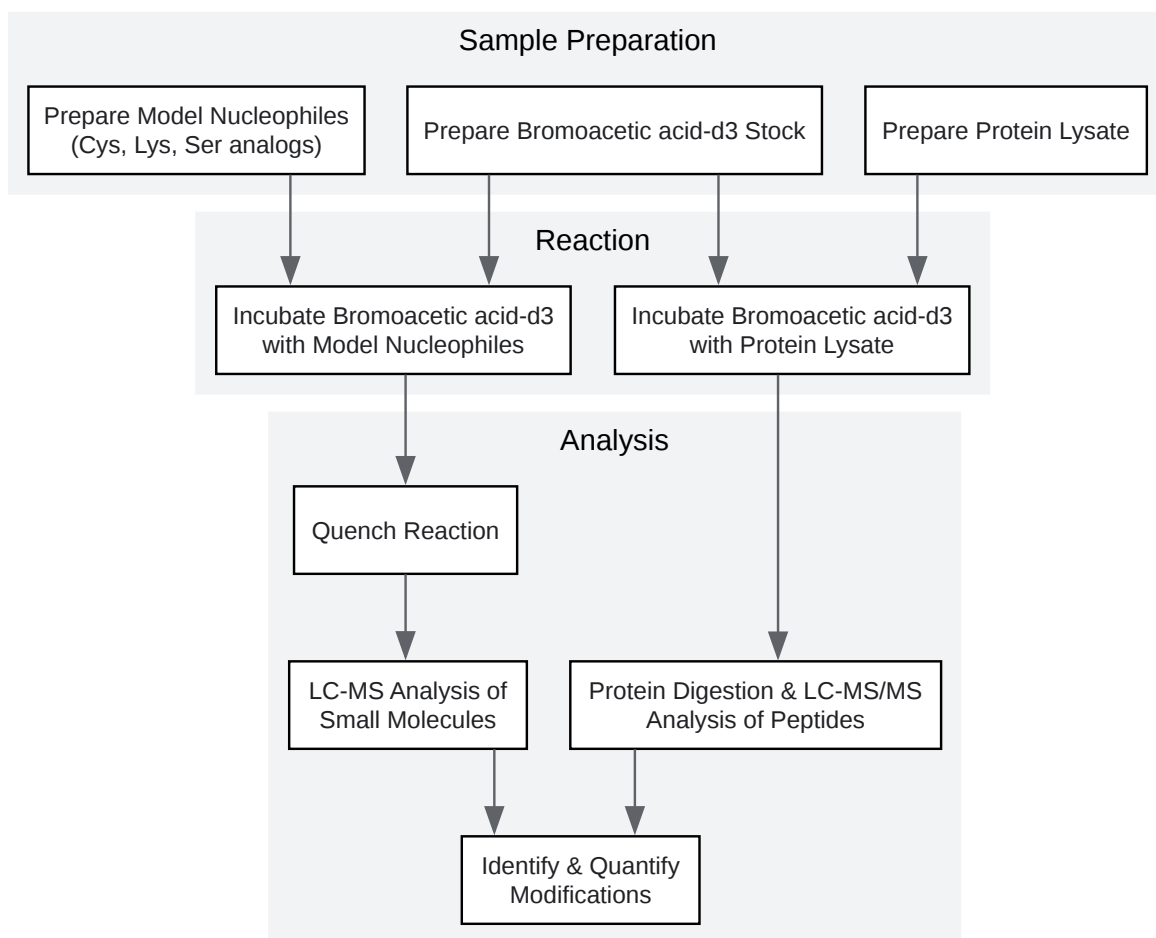 Sample Preparation
Prepare Model Nucleophiles
(Cys, Lys, Ser analogs)
Prepare Bromoacetic acid-d3 Stock
Prepare Protein Lysate
Reaction
Incubate Bromoacetic acid-d3
with Model Nucleophiles
Incubate Bromoacetic acid-d3
with Protein Lysate
Analysis
Quench Reaction
LC-MS Analysis of
Small Molecules
Protein Digestion & LC-MS/MS
Analysis of Peptides
Identify & Quantify
Modifications